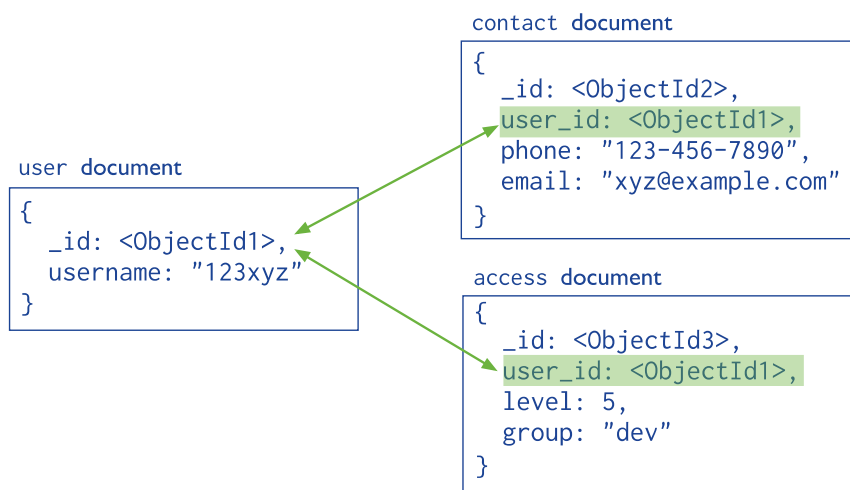 user document
{
_id: <ObjectId1>,
username: "123xyz"
}
contact document
{
_id: <ObjectId2>,
user_id: <ObjectId1>,
phone: "123-456-7890",
email: "xyz@example.com"
}
access document
{
_id: <ObjectId3>,
user_id: <ObjectId1>,
level: 5,
group: "dev"
}